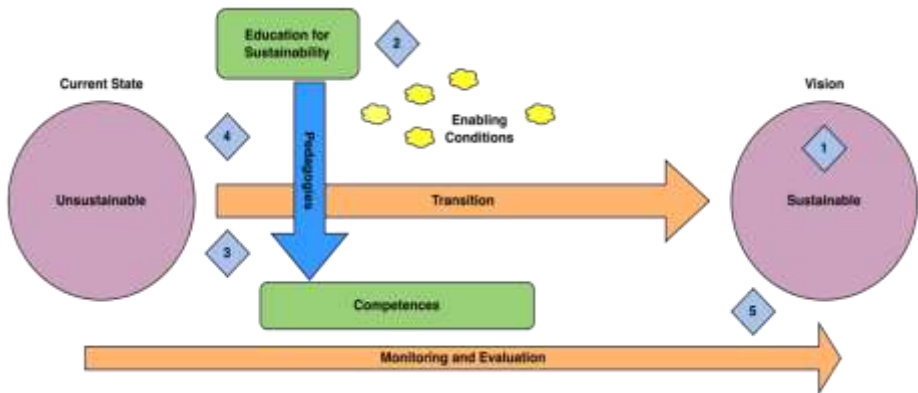 Education for
Sustainability
2
Current State
Vision
Enabling
Conditions
4
1
Pedagogies
Unsustainable
Transition
Sustainable
3
Competences
5
Monitoring and Evaluation